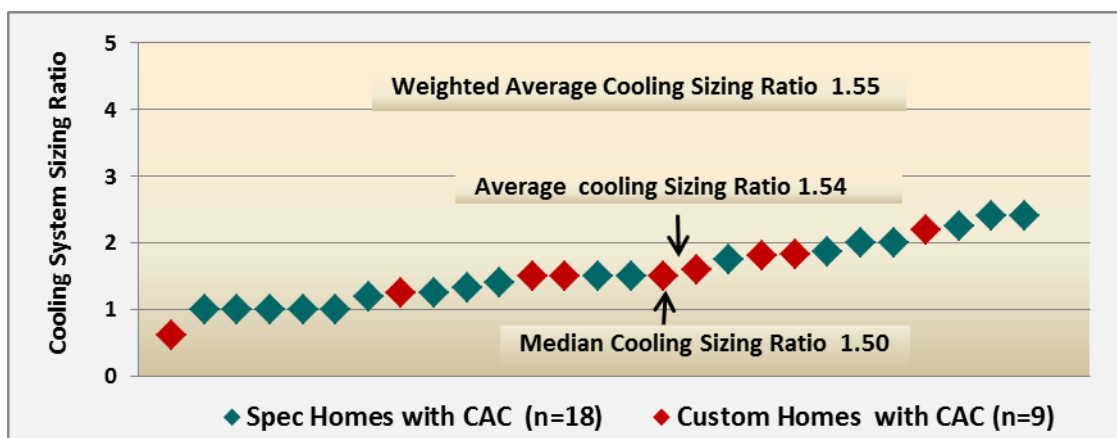 Cooling System Sizing Ratio
5
4
3
2
1
0
Weighted Average Cooling Sizing Ratio 1.55
Average cooling Sizing Ratio 1.54
Median Cooling Sizing Ratio 1.50
Spec Homes with CAC (n=18)
Custom Homes with CAC (n=9)